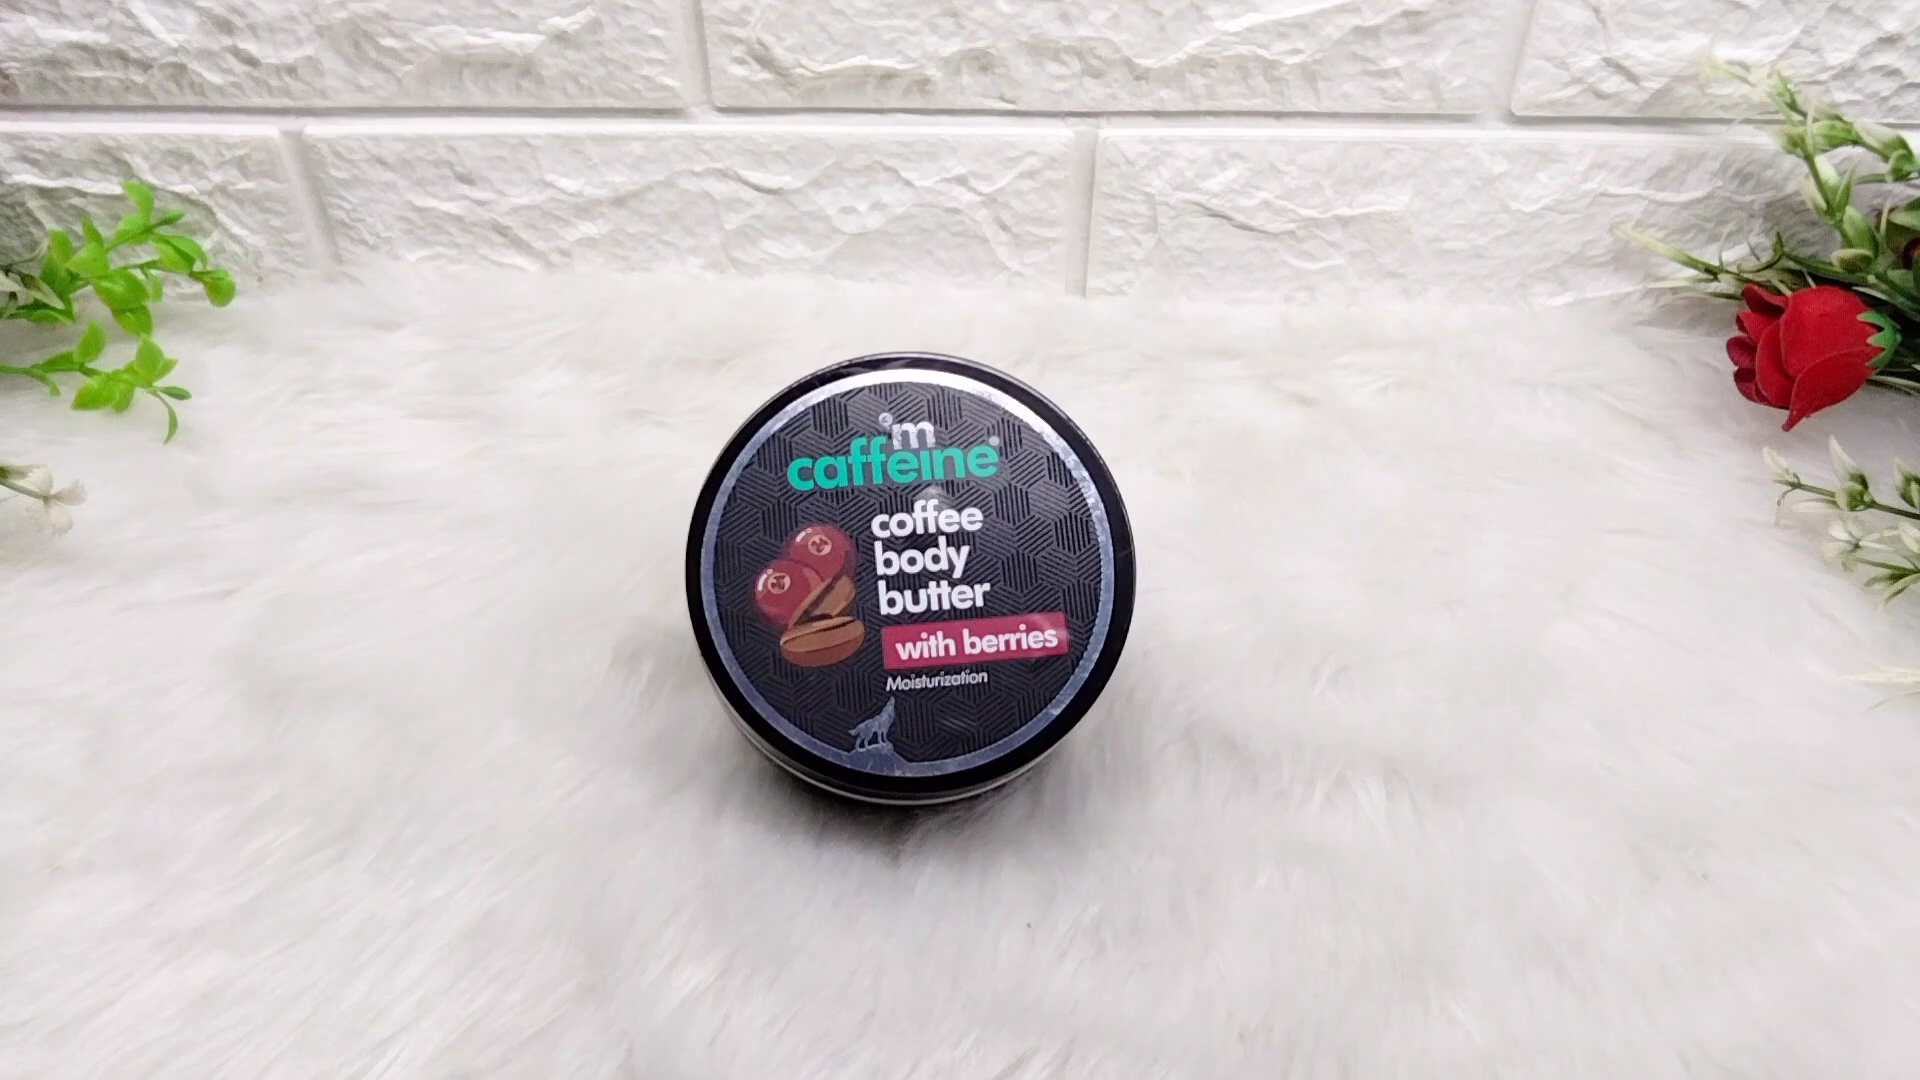 m
caffeine®
coffee
body
butter
with berries
Moisturization